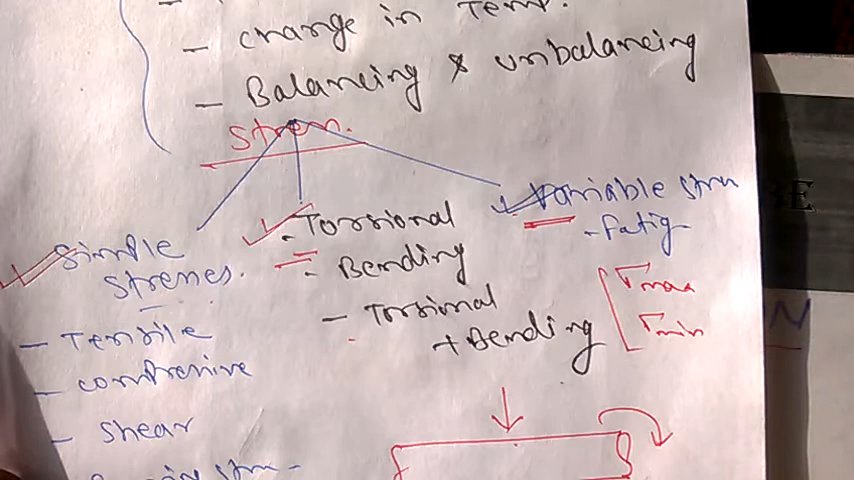 - change in Temp.
- Balancing & unbalancing
Stress.
Simple
stresses.
- Tensile
- compressive
- Shear
- Torsional
- Bending
- Torsional
+ Bending
Variable
- Fatig
σmax
σmin